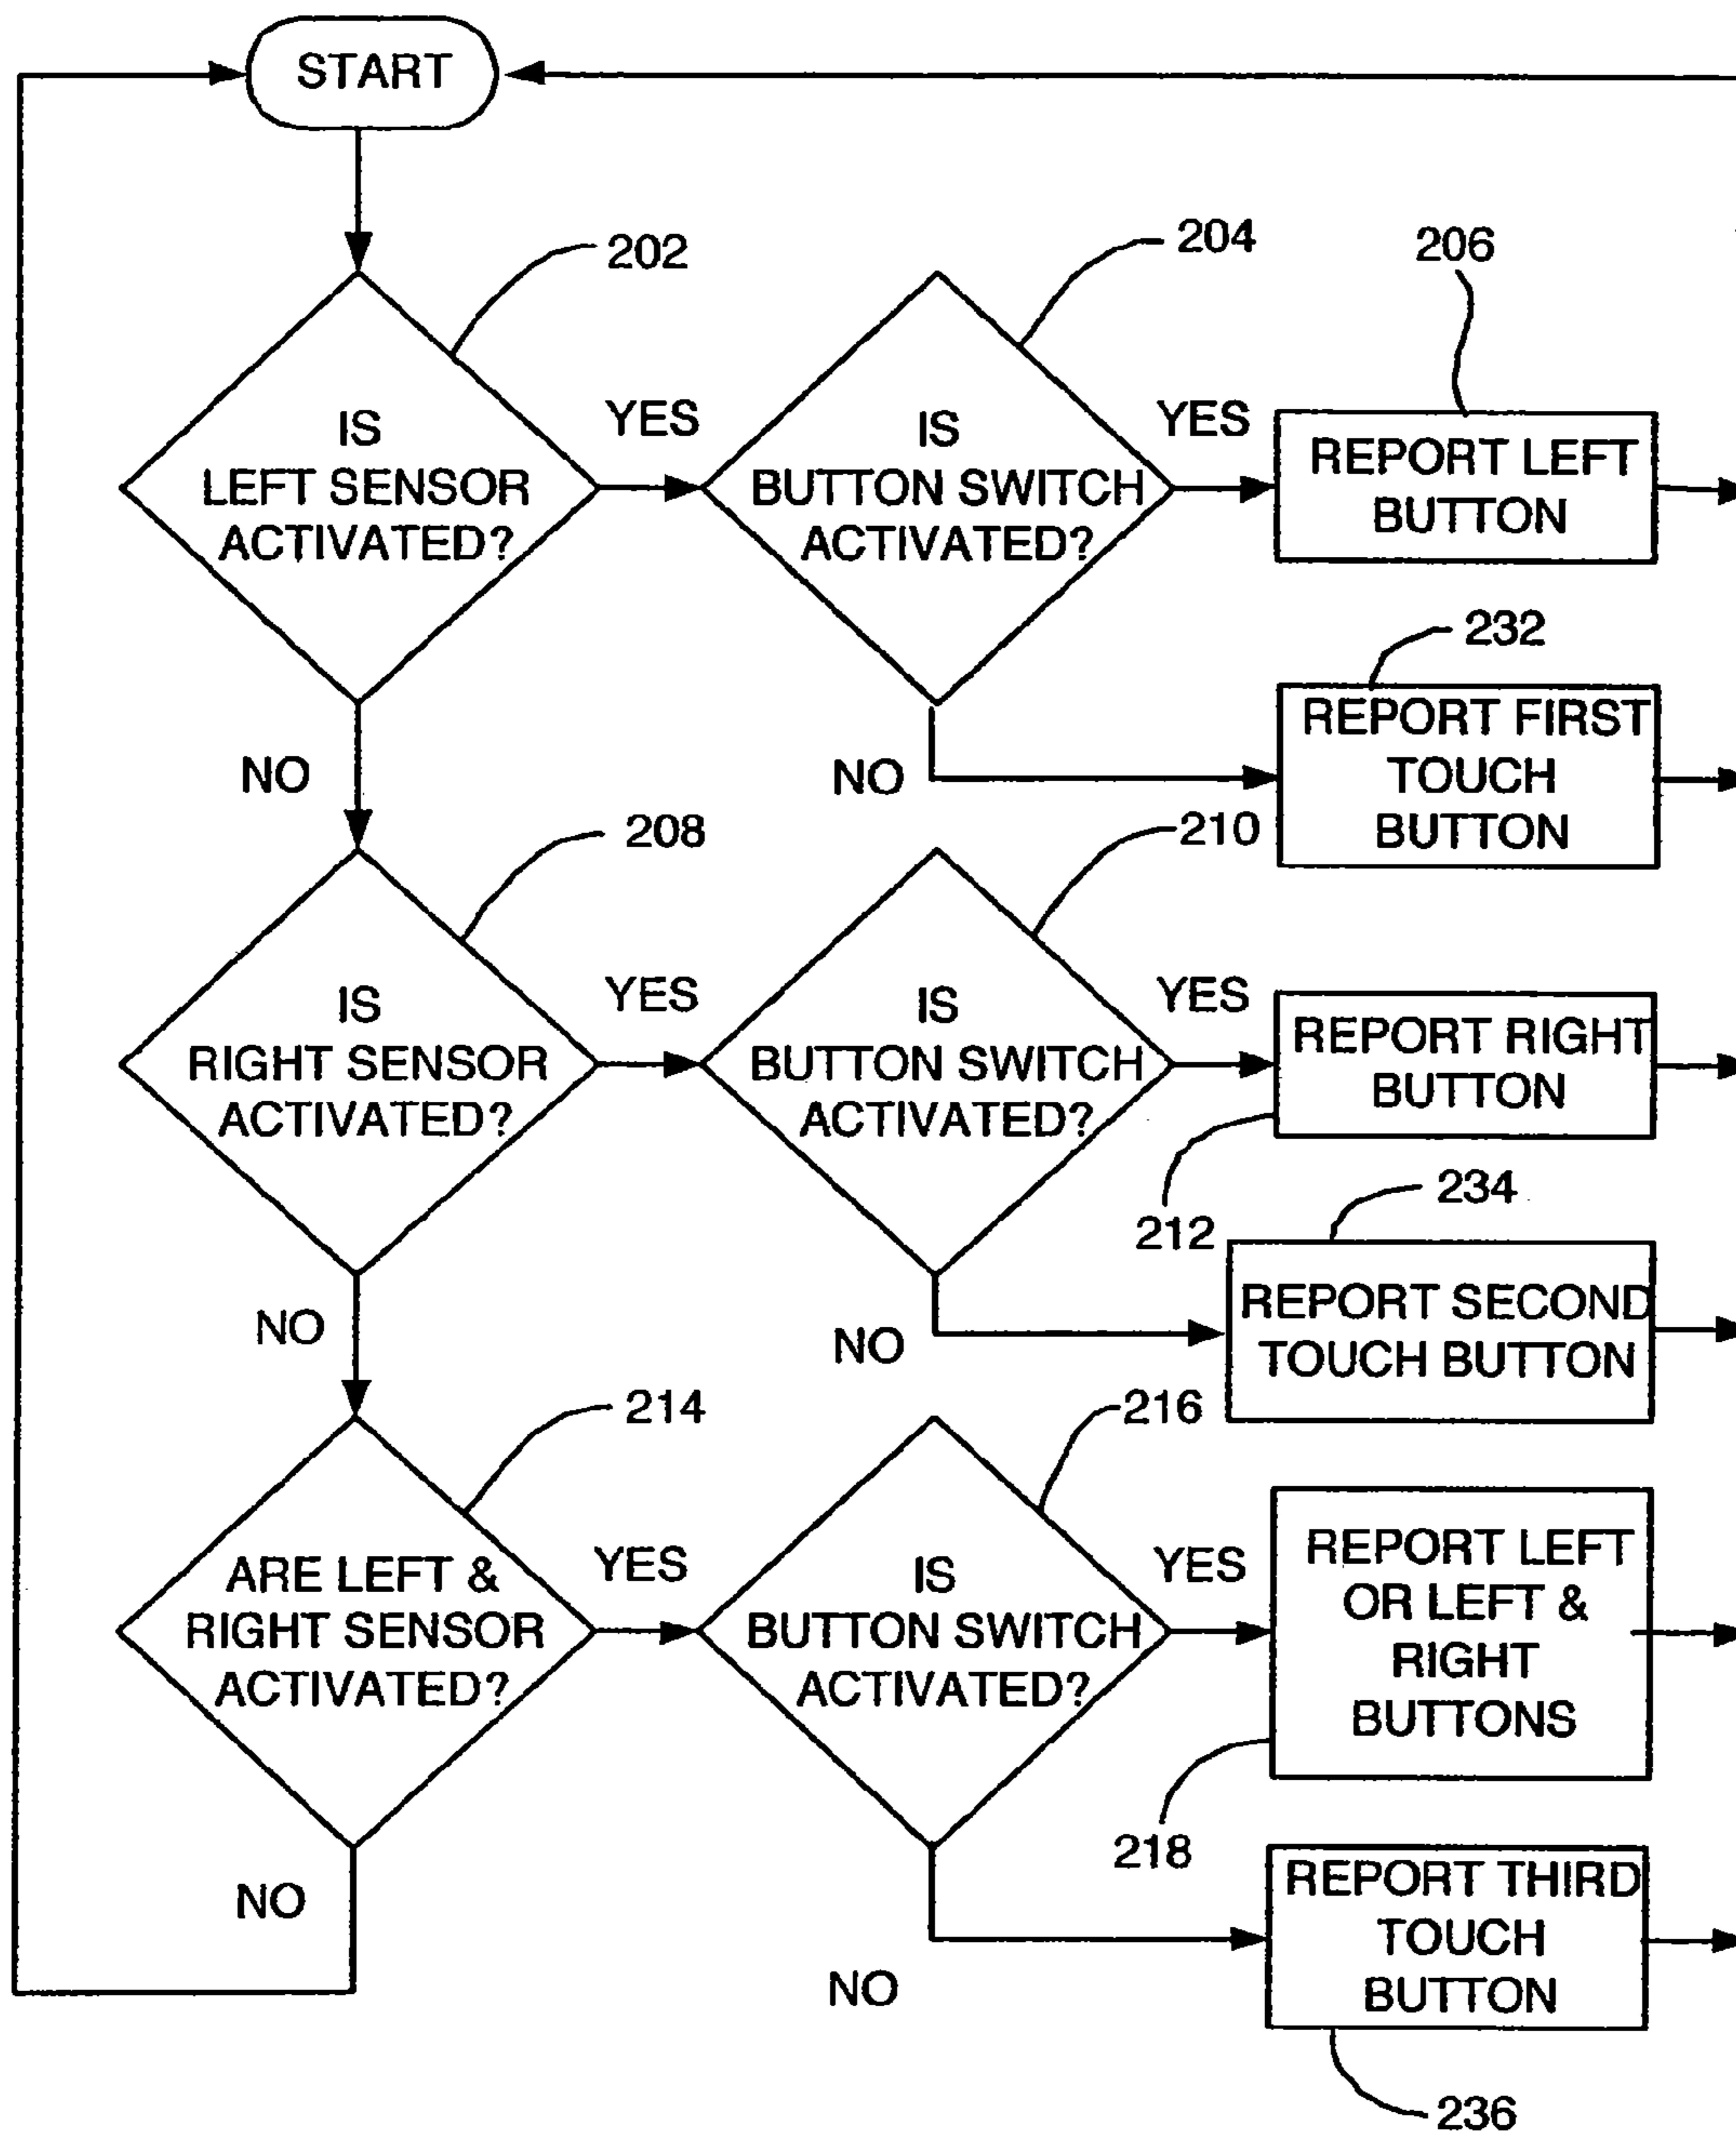 START
202
204
206
IS
LEFT SENSOR
ACTIVATED?
YES
IS
BUTTON SWITCH
ACTIVATED?
YES
REPORT LEFT
BUTTON
232
NO
NO
REPORT FIRST
TOUCH
BUTTON
208
210
IS
RIGHT SENSOR
ACTIVATED?
YES
IS
BUTTON SWITCH
ACTIVATED?
YES
REPORT RIGHT
BUTTON
212
234
NO
NO
REPORT SECOND
TOUCH BUTTON
214
216
ARE LEFT &
RIGHT SENSOR
ACTIVATED?
YES
IS
BUTTON SWITCH
ACTIVATED?
YES
REPORT LEFT
OR LEFT &
RIGHT
BUTTONS
218
NO
NO
REPORT THIRD
TOUCH
BUTTON
236